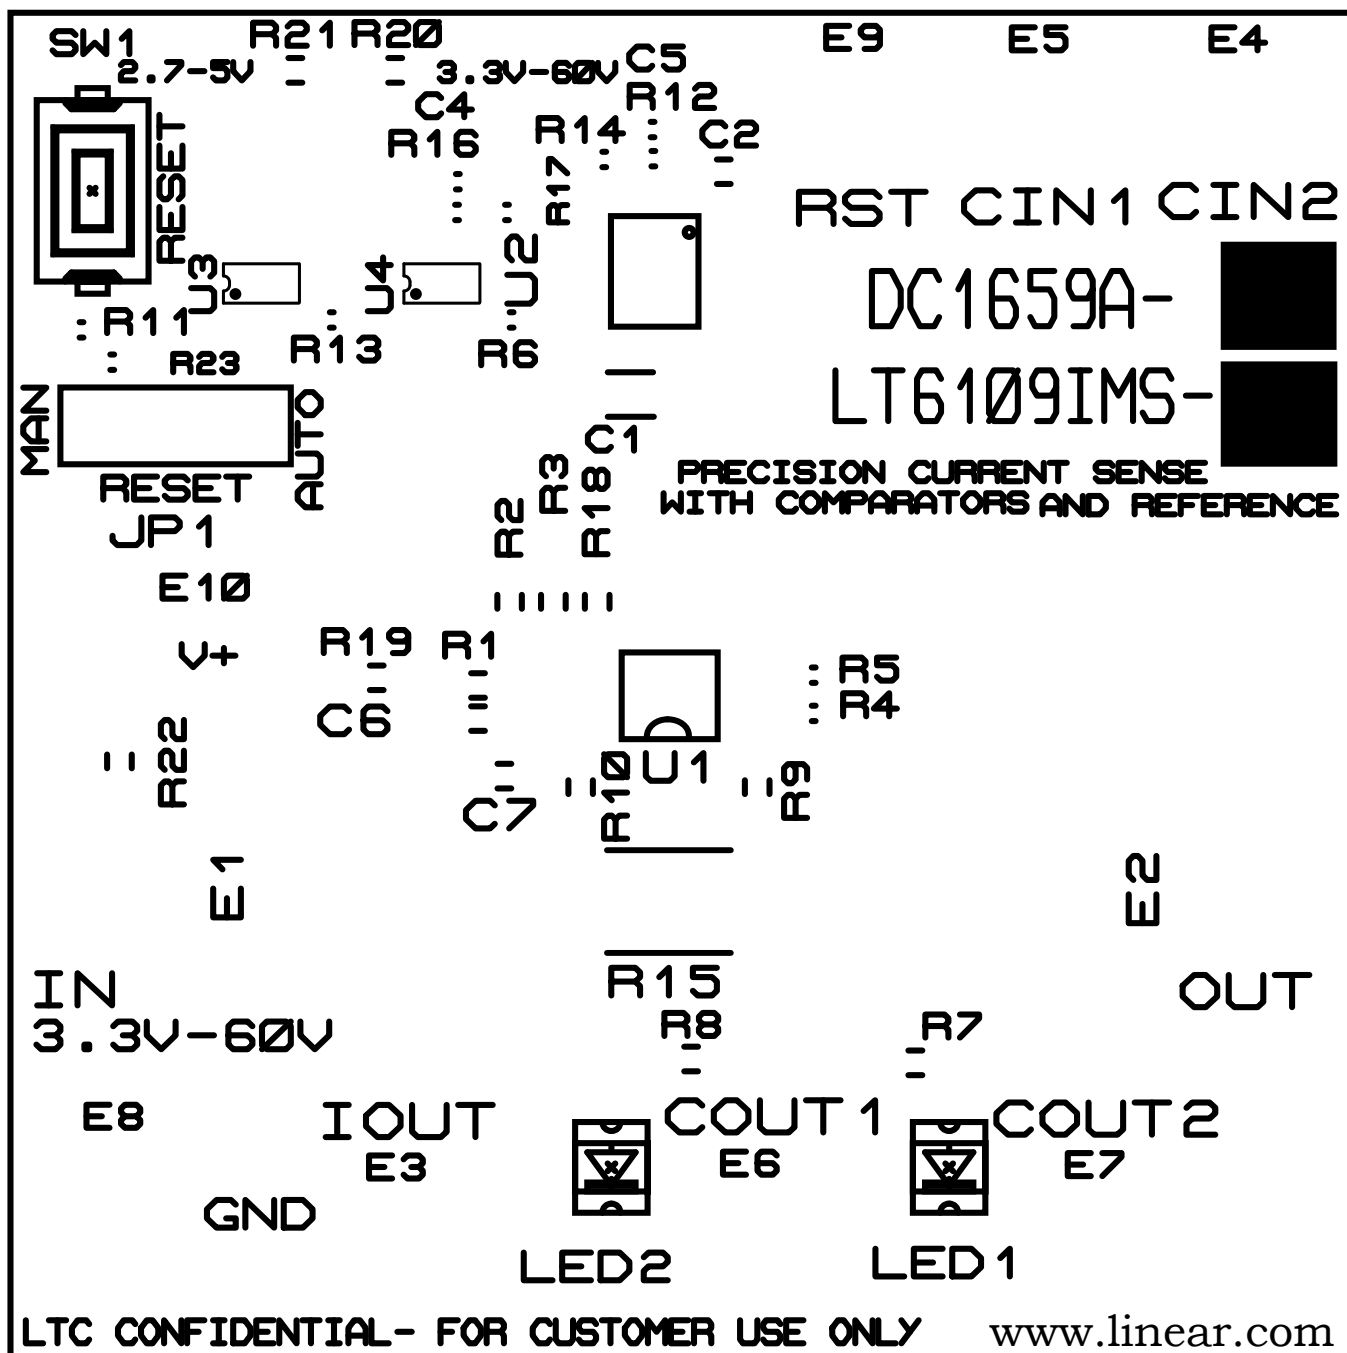 SW1 R21 R20 E9 E5 E4
2.7-5V 3.3V-60V C5
C4 R12
R16 R14 C2
RESET R17
RST CIN1 CIN2
U3 U4 U2
DC1659A-
R11 R13 R6
R23
LT6109IMS-
MAN AUTO
C1
RESET
PRECISION CURRENT SENSE
WITH COMPARATORS AND REFERENCE
R2 R3 R18
JP1
E10
V+ R19 R1 R5
C6 R4
R22 U1
C7 R10 R9
E1 E2
IN R15 OUT
3.3V-60V R8 R7
E8 IOUT COUT1 COUT2
E3 E6 E7
GND
LED2 LED1
LTC CONFIDENTIAL- FOR CUSTOMER USE ONLY www.linear.com